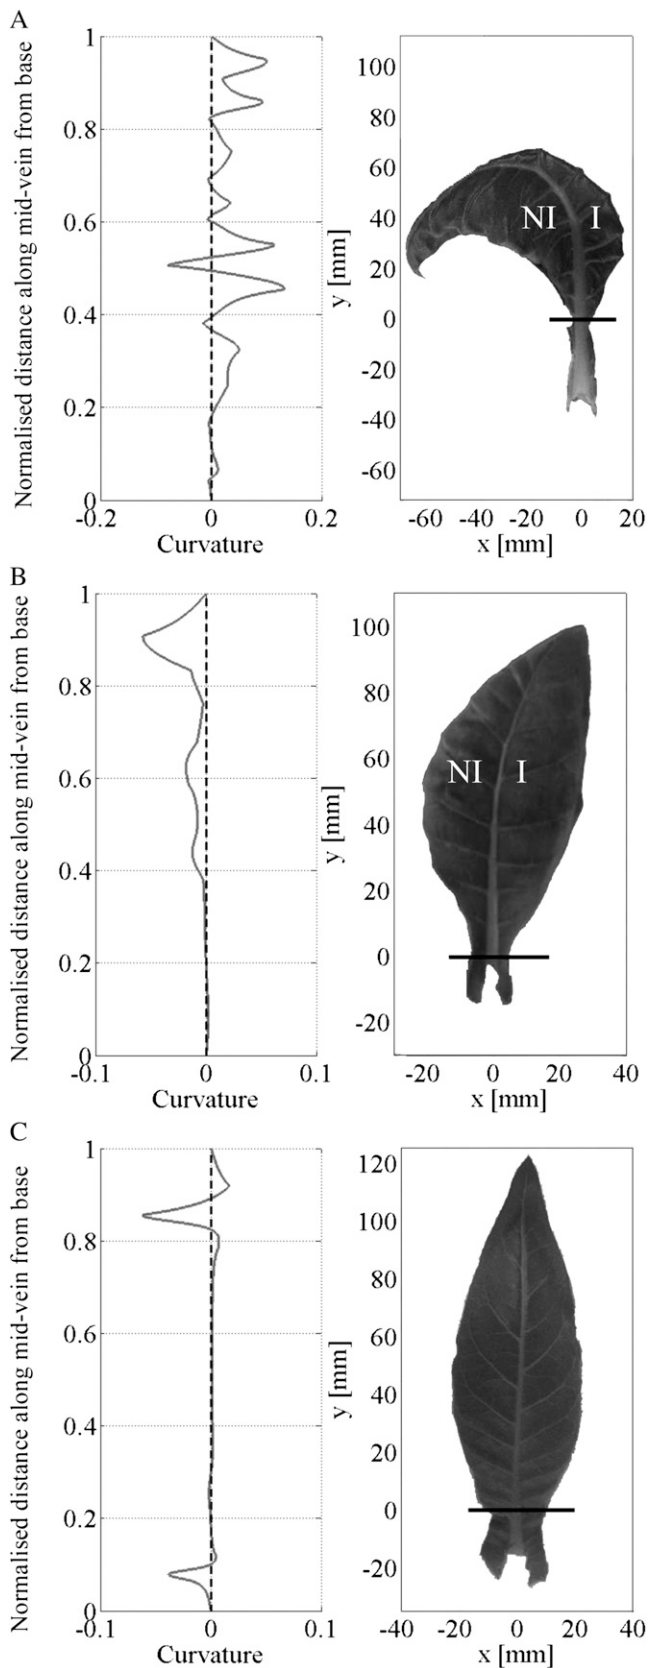 A
Normalised distance along mid-vein from base
1
0.8
0.6
0.4
0.2
0
-0.2 0 0.2
Curvature
y [mm]
100
80
60
40
20
0
-20
-40
-60
NI I
-60 -40 -20 0 20
x [mm]
B
Normalised distance along mid-vein from base
1
0.8
0.6
0.4
0.2
0
-0.1 0 0.1
Curvature
y [mm]
100
80
60
40
20
0
-20
NI I
-20 0 20 40
x [mm]
C
Normalised distance along mid-vein from base
1
0.8
0.6
0.4
0.2
0
-0.1 0 0.1
Curvature
y [mm]
120
100
80
60
40
20
0
-20
-40 -20 0 20 40
x [mm]